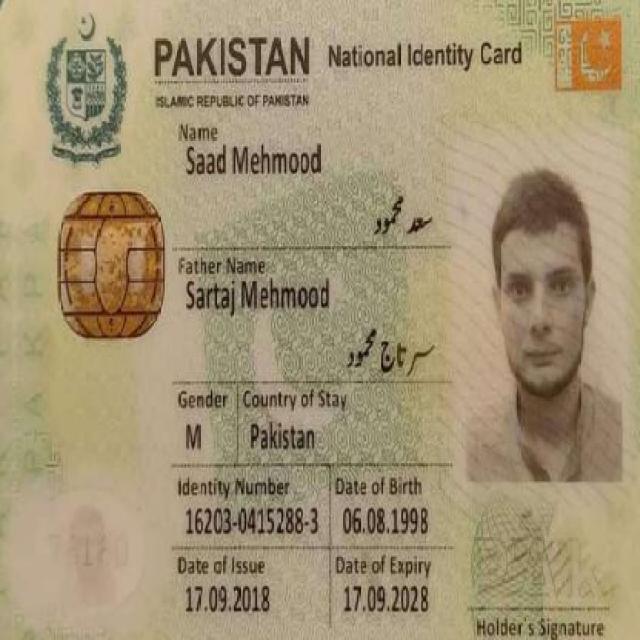 PAKISTAN National Identity Card
ISLAMIC REPUBLIC OF PAKISTAN
Name
Saad Mehmood
سعد محمود
Father Name
Sartaj Mehmood
سرتاج محمود
Gender Country of Stay
M Pakistan
Identity Number Date of Birth
16203-0415288-3 06.08.1998
Date of Issue Date of Expiry
17.09.2018 17.09.2028
Holder's Signature